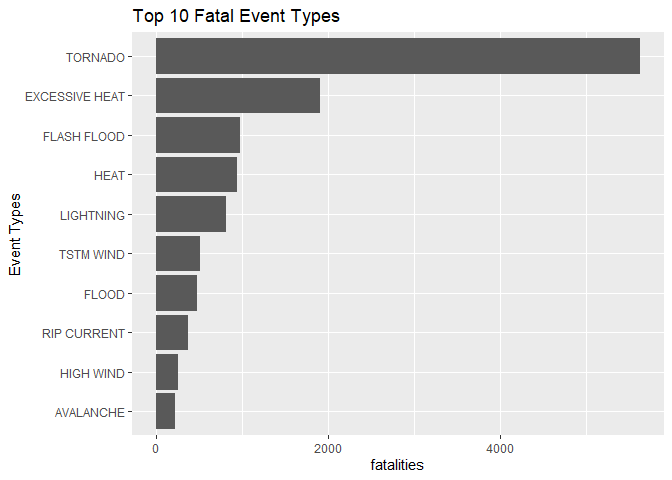 Top 10 Fatal Event Types
Event Types
TORNADO
EXCESSIVE HEAT
FLASH FLOOD
HEAT
LIGHTNING
TSTM WIND
FLOOD
RIP CURRENT
HIGH WIND
AVALANCHE
0 2000 4000
fatalities